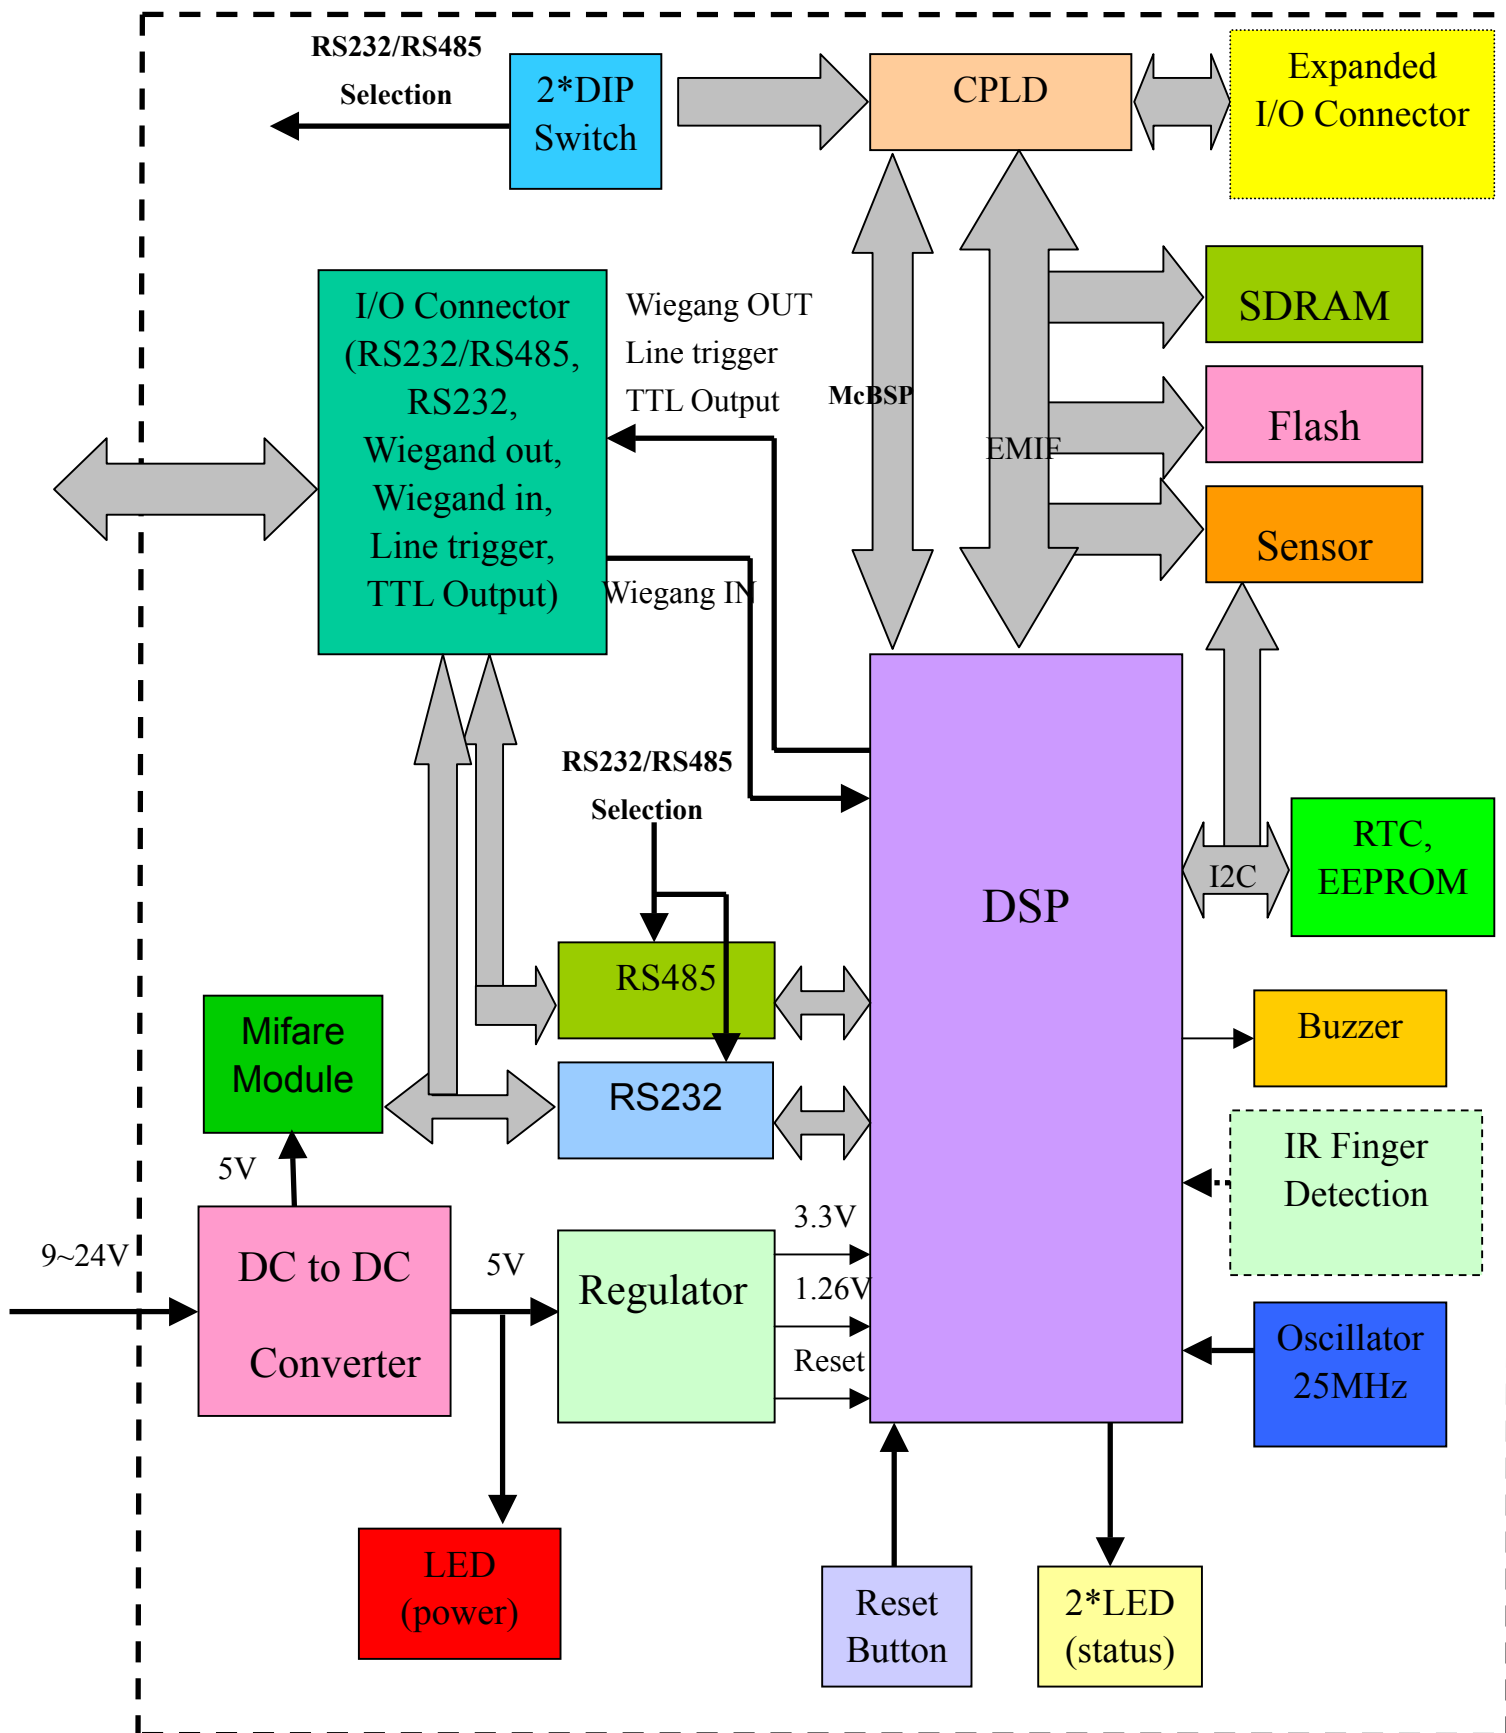 RS232/RS485
Selection
2*DIP
Switch
CPLD
Expanded
I/O Connector
I/O Connector
(RS232/RS485,
RS232,
Wiegand out,
Wiegand in,
Line trigger,
TTL Output)
Wiegang OUT
Line trigger
TTL Output
Wiegang IN
McBSP
EMIF
SDRAM
Flash
Sensor
RS232/RS485
Selection
DSP
I2C
RTC,
EEPROM
RS485
RS232
Mifare
Module
Buzzer
IR Finger
Detection
5V
9~24V
DC to DC
Converter
5V
Regulator
3.3V
1.26V
Reset
Oscillator
25MHz
LED
(power)
Reset
Button
2*LED
(status)